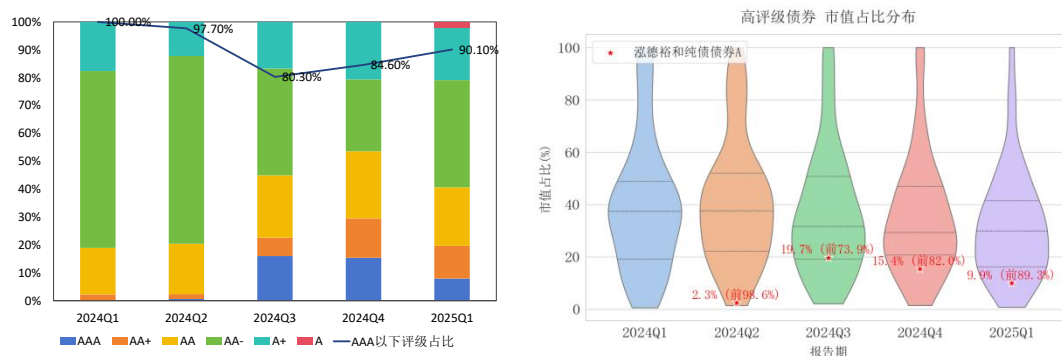 100%
90%
80%
70%
60%
50%
40%
30%
20%
10%
0%
100.00%
97.70%
80.30%
84.60%
90.10%
2024Q1
2024Q2
2024Q3
2024Q4
2025Q1
AAA
AA+
AA
AA-
A+
A
AAA以下评级占比
高评级债券 市值占比分布
泓德裕和纯债债券A
市值占比(%)
100
80
60
40
20
0
2.3% (前98.6%)
19.7% (前73.9%)
15.4% (前82.0%)
9.9% (前89.3%)
2024Q1
2024Q2
2024Q3
2024Q4
2025Q1
报告期